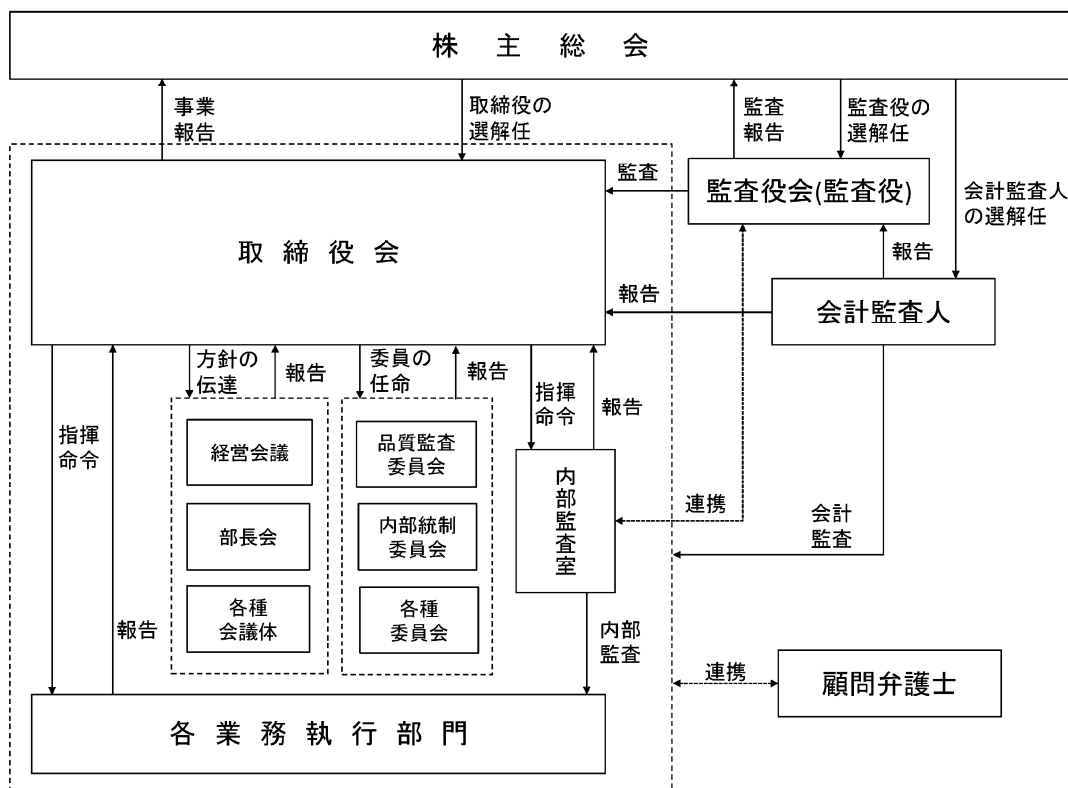 株主総会
事業
報告
取締役の
選解任
監査
報告
監査役の
選解任
会計監査人
の選解任
監査
監査役会(監査役)
取締役会
報告
報告
会計監査人
方針の
伝達
報告
委員の
任命
報告
指揮
命令
報告
指揮
命令
経営会議
部長会
各種
会議体
品質監査
委員会
内部統制
委員会
各種
委員会
内部監査室
連携
会計
監査
報告
内部
監査
連携
顧問弁護士
各業務執行部門